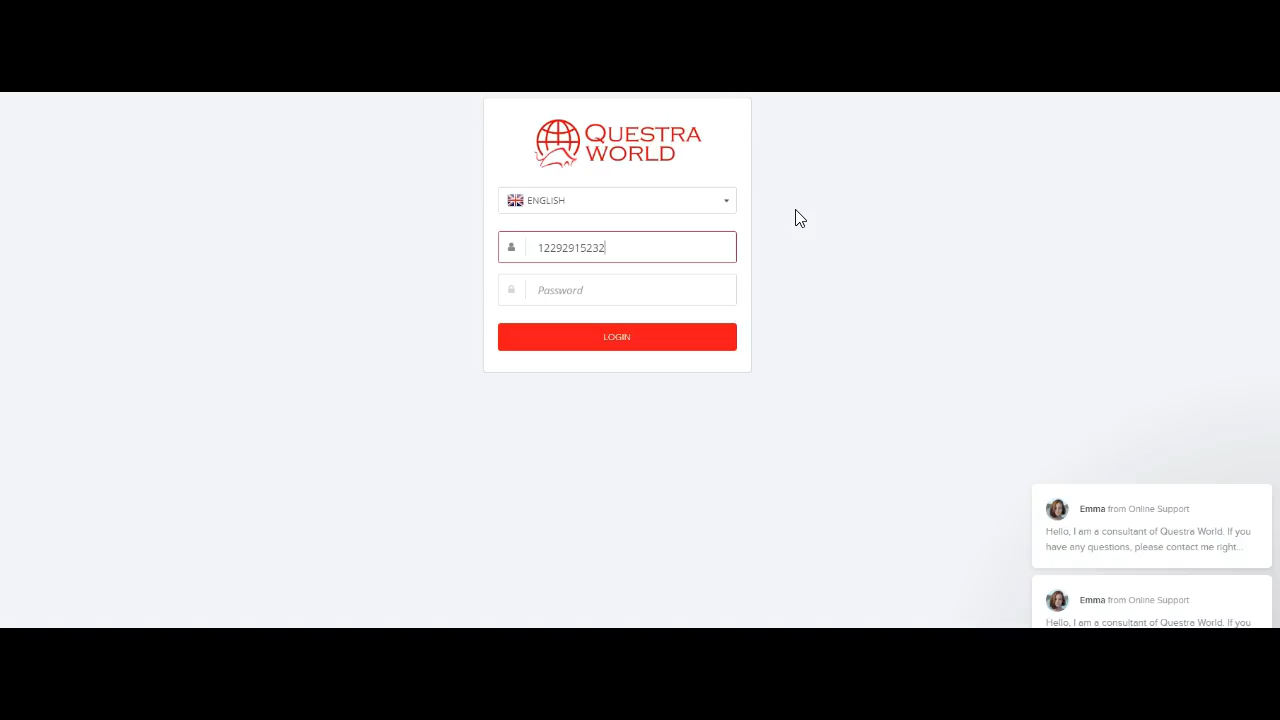 QUESTRA
WORLD
ENGLISH
12292915232
Password
LOGIN
Emma from Online Support
Hello, I am a consultant of Questra World. If you
have any questions, please contact me right...
Emma from Online Support
Hello, I am a consultant of Questra World. If you